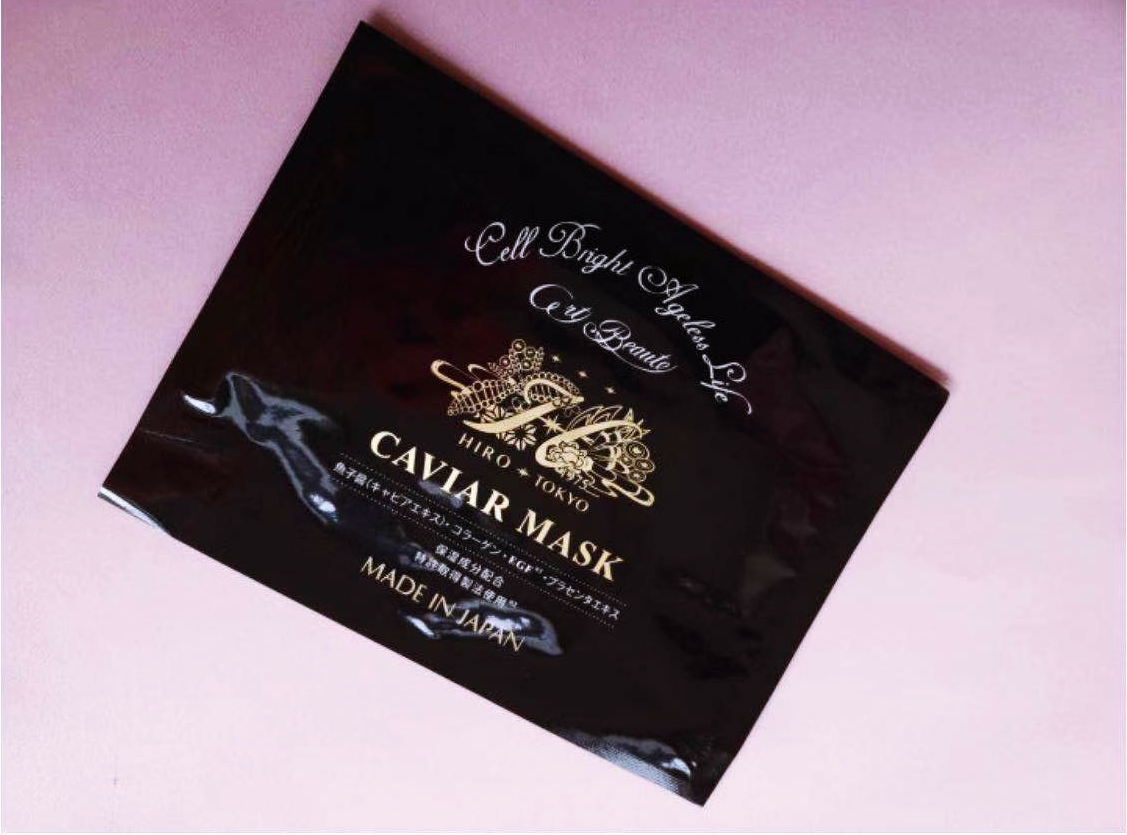 Cell Bright Ageless Life
Art Beaute
H
HIRO TOKYO
CAVIAR MASK
魚子醤(キャビアエキス)・コラーゲン・EGF※¹・プラセンタエキス
保湿成分配合
特許取得製法使用※²
MADE IN JAPAN